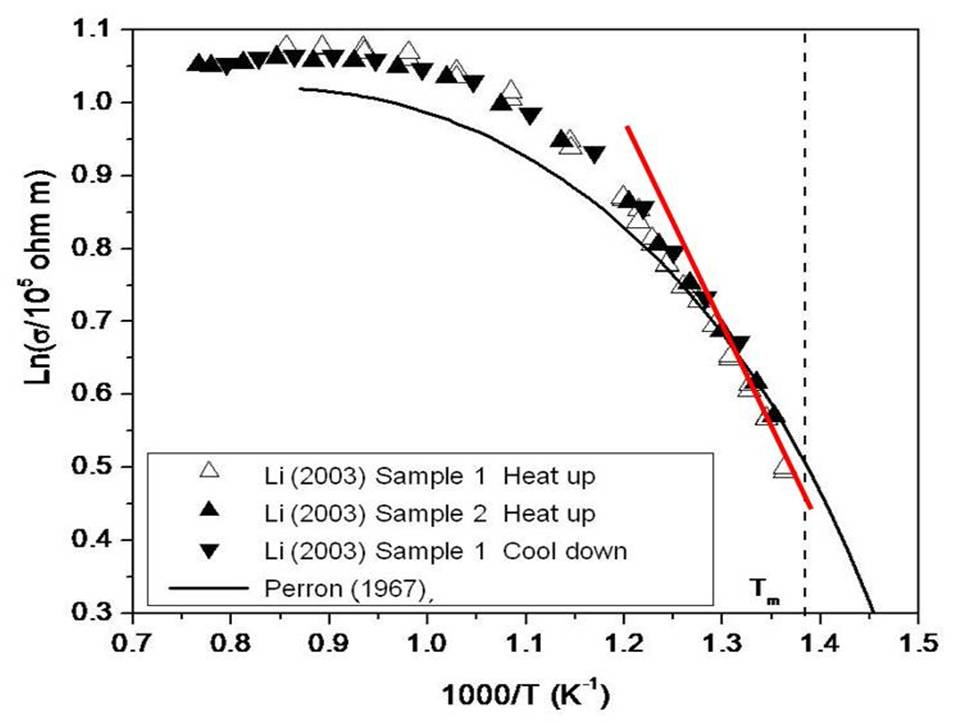 1.1
1.0
0.9
0.8
0.7
0.6
0.5
0.4
0.3
Ln(σ/10⁵ ohm m)
Li (2003) Sample 1 Heat up
Li (2003) Sample 2 Heat up
Li (2003) Sample 1 Cool down
Perron (1967),
Tₘ
0.7 0.8 0.9 1.0 1.1 1.2 1.3 1.4 1.5
1000/T (K⁻¹)